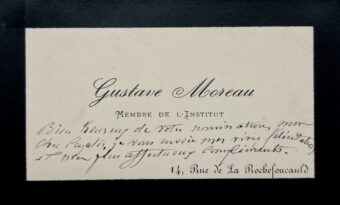 Gustave Moreau
MEMBRE DE L'INSTITUT
Bien heureux de votre nomination, mon
cher Cazalis, je vous envoie mes vives félicitations
et mes plus affectueux compliments.
14, Rue de La Rochefoucauld